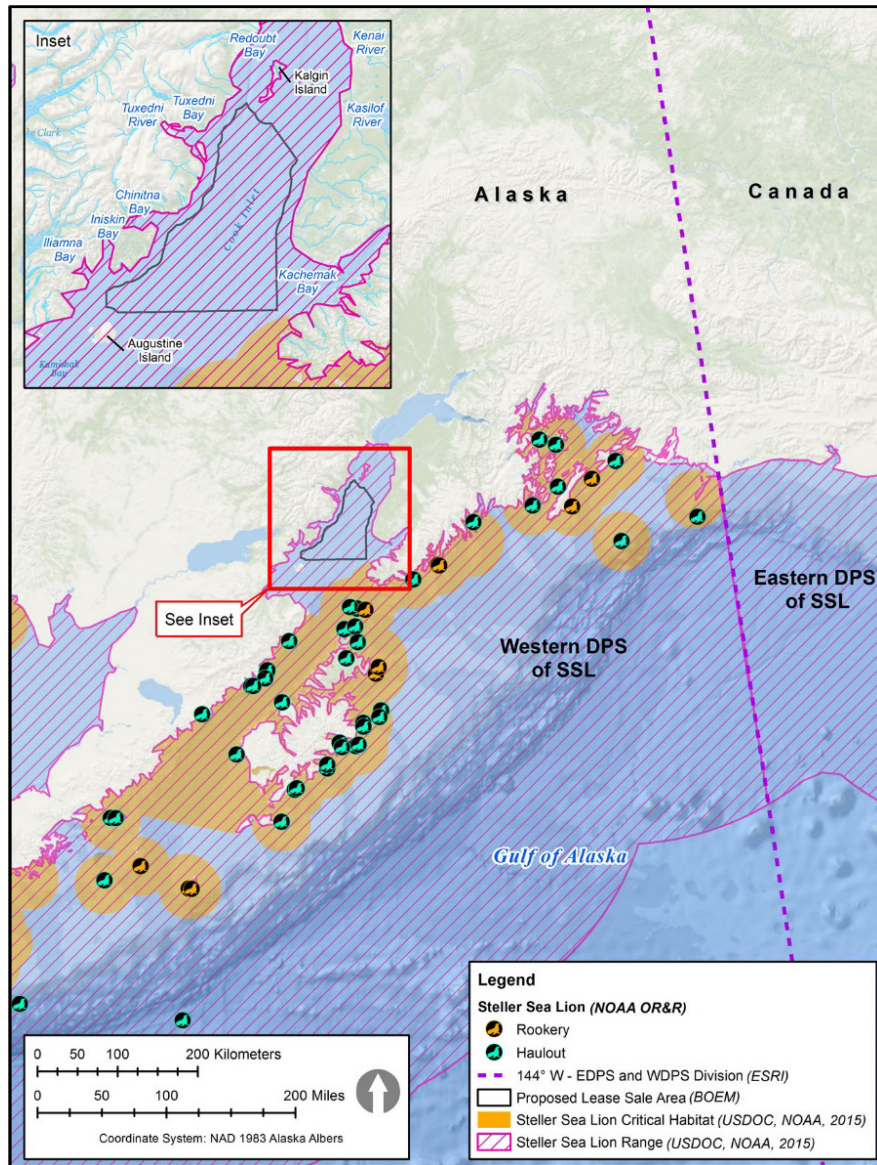 Inset
Redoubt
Bay
Kenai
River
Kalgin
Island
Tuxedni
Bay
Tuxedni
River
Kasilof
River
Clark
Chinitna
Bay
Iniskin
Bay
Iliamna
Bay
Cook Inlet
Kachemak
Bay
Augustine
Island
Kamishak
Bay
Alaska
Canada
See Inset
Western DPS
of SSL
Eastern DPS
of SSL
Gulf of Alaska
Legend
Steller Sea Lion (NOAA OR&R)
Rookery
Haulout
144° W - EDPS and WDPS Division (ESRI)
Proposed Lease Sale Area (BOEM)
Steller Sea Lion Critical Habitat (USDOC, NOAA, 2015)
Steller Sea Lion Range (USDOC, NOAA, 2015)
0 50 100 200 Kilometers
0 50 100 200 Miles
Coordinate System: NAD 1983 Alaska Albers